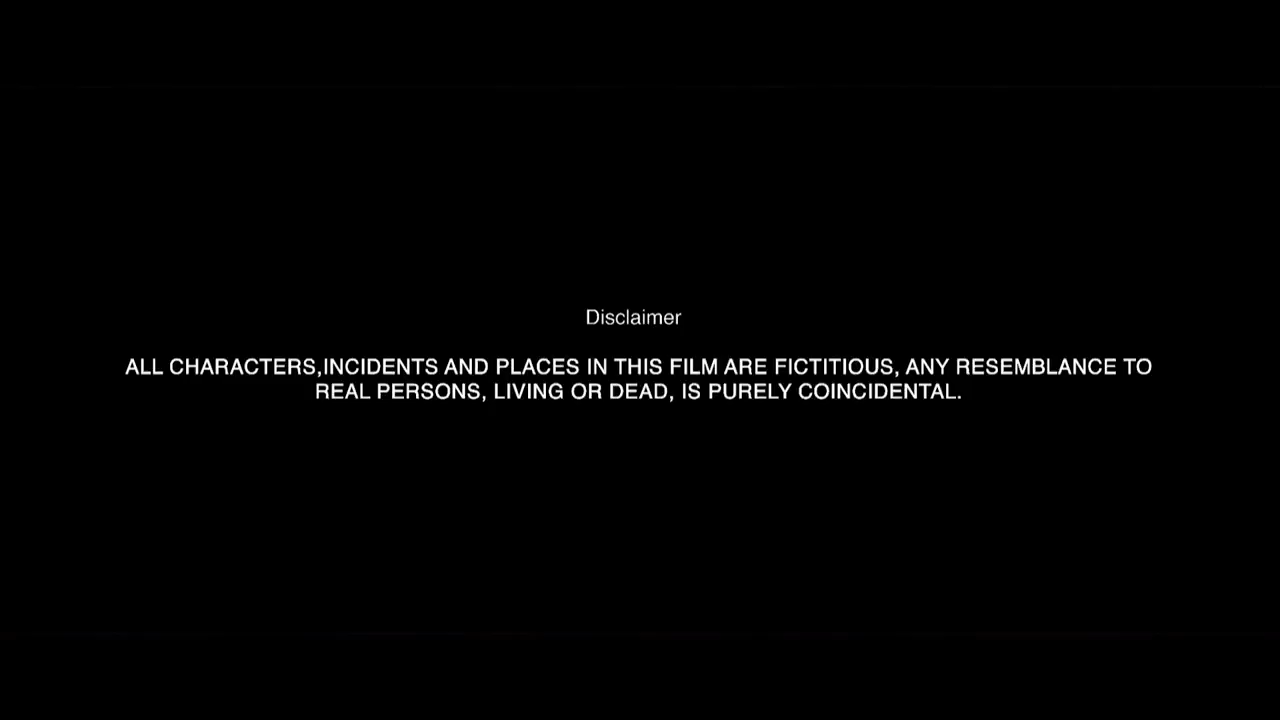 Disclaimer
ALL CHARACTERS,INCIDENTS AND PLACES IN THIS FILM ARE FICTITIOUS, ANY RESEMBLANCE TO
REAL PERSONS, LIVING OR DEAD, IS PURELY COINCIDENTAL.